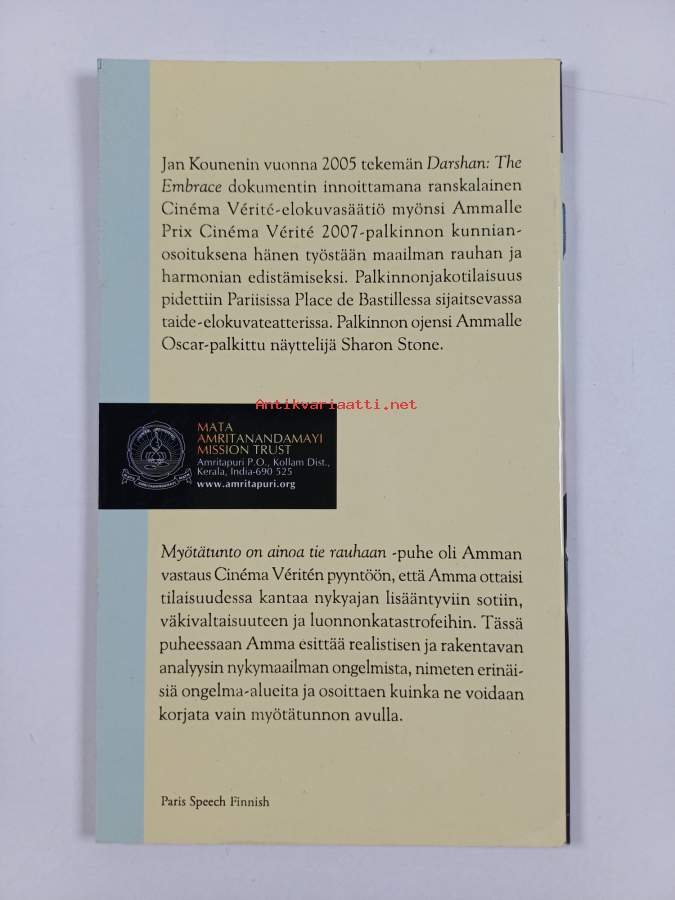 Jan Kounenin vuonna 2005 tekemän Darshan: The
Embrace dokumentin innoittamana ranskalainen
Cinéma Vérité-elokuvasäätiö myönsi Ammalle
Prix Cinéma Vérité 2007-palkinnon kunnian-
osoituksena hänen työstään maailman rauhan ja
harmonian edistämiseksi. Palkinnonjakotilaisuus
pidettiin Pariisissa Place de Bastillessa sijaitsevassa
taide-elokuvateatterissa. Palkinnon ojensi Ammalle
Oscar-palkittu näyttelijä Sharon Stone.
Antikvariaatti.net
MATA
AMRITANANDAMAYI
MISSION TRUST
Amritapuri P.O., Kollam Dist.,
Kerala, India-690 525
www.amritapuri.org
Myötätunto on ainoa tie rauhaan -puhe oli Amman
vastaus Cinéma Véritén pyyntöön, että Amma ottaisi
tilaisuudessa kantaa nykyajan lisääntyviin sotiin,
väkivaltaisuuteen ja luonnonkatastrofeihin. Tässä
puheessaan Amma esittää realistisen ja rakentavan
analyysin nykymaailman ongelmista, nimeten erinäi-
siä ongelma-alueita ja osoittaen kuinka ne voidaan
korjata vain myötätunnon avulla.
Paris Speech Finnish